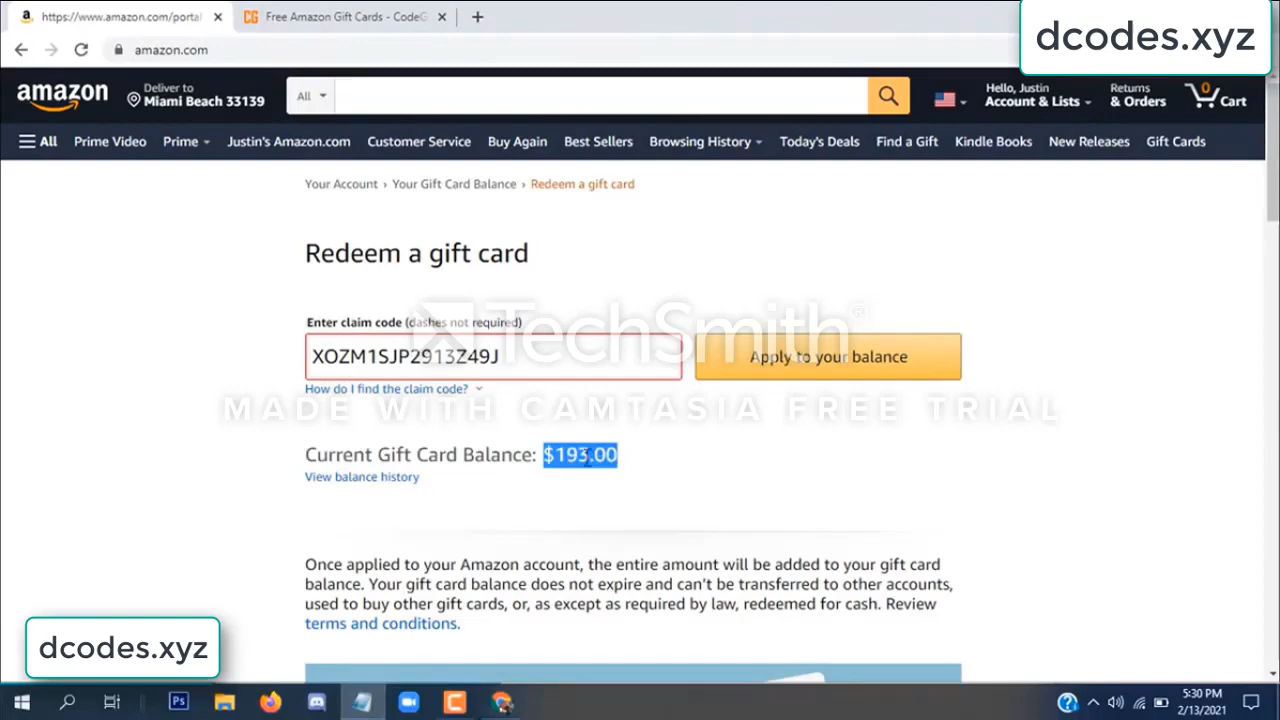 https://www.amazon.com/portal
Free Amazon Gift Cards - CodeG
dcodes.xyz
amazon.com
amazon
Deliver to
Miami Beach 33139
All
Hello, Justin
Account & Lists
Returns
& Orders
0
Cart
All
Prime Video
Prime
Justin's Amazon.com
Customer Service
Buy Again
Best Sellers
Browsing History
Today's Deals
Find a Gift
Kindle Books
New Releases
Gift Cards
Your Account › Your Gift Card Balance › Redeem a gift card
Redeem a gift card
Enter claim code (dashes not required)
TechSmith®
XOZM1SJP2913Z49J
Apply to your balance
How do I find the claim code?
MADE WITH CAMTASIA FREE TRIAL
Current Gift Card Balance: $193.00
View balance history
Once applied to your Amazon account, the entire amount will be added to your gift card
balance. Your gift card balance does not expire and can't be transferred to other accounts,
used to buy other gift cards, or, as except as required by law, redeemed for cash. Review
terms and conditions.
dcodes.xyz
Ps
5:30 PM
2/13/2021